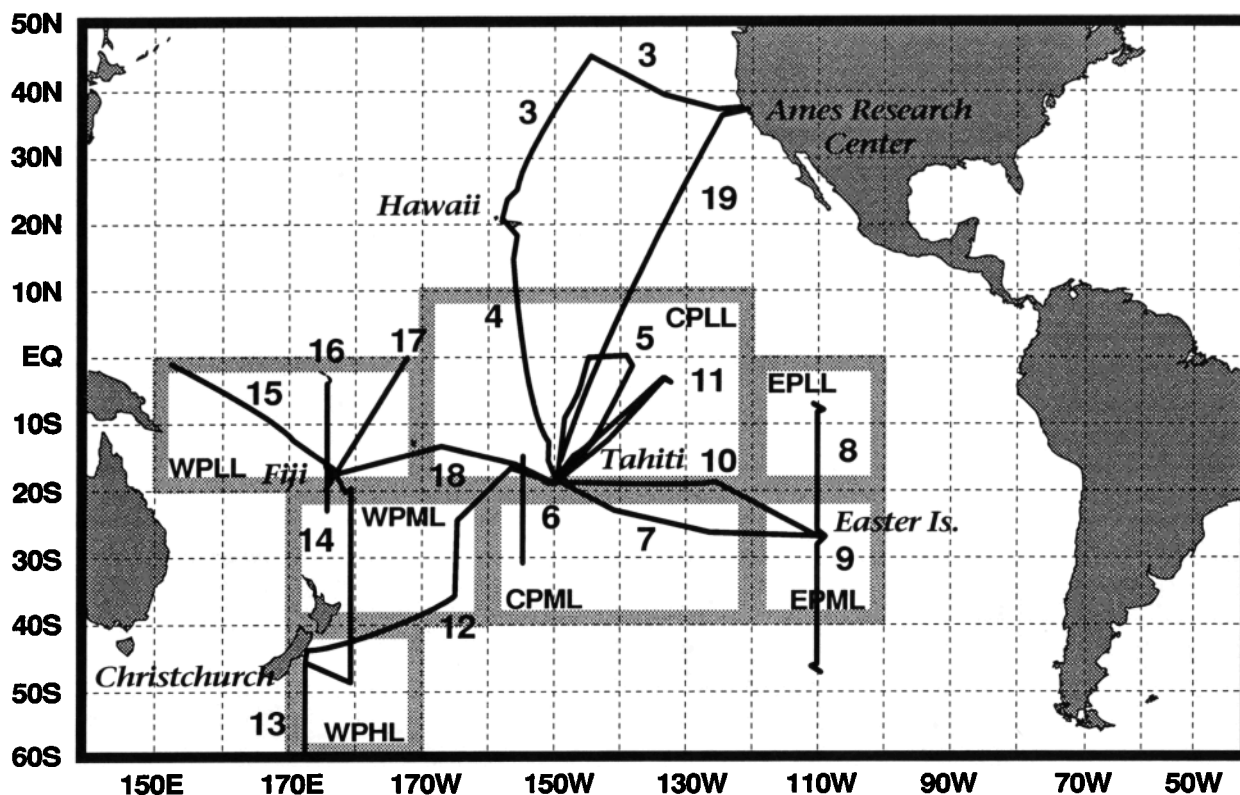 50N
3
40N
3
Ames Research
Center
30N
Hawaii
19
20N
10N
4
CPLL
5
17
16
EQ
11
EPLL
15
10S
8
WPLL
Fiji
Tahiti
10
18
20S
WPML
6
Easter Is.
14
7
30S
9
CPML
EPML
40S
12
Christchurch
50S
13
WPHL
60S
150E 170E 170W 150W 130W 110W 90W 70W 50W